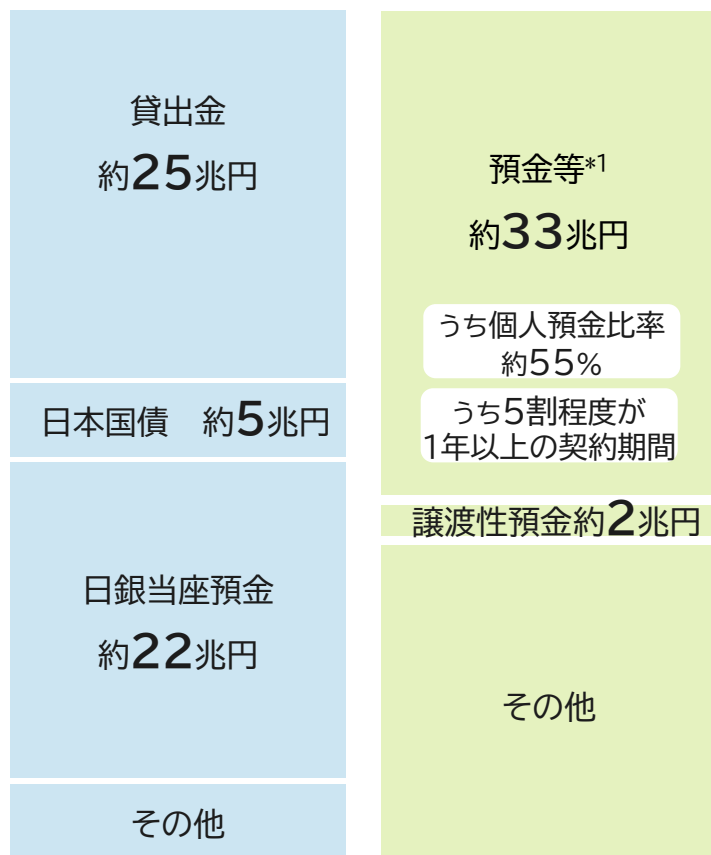 貸出金
約25兆円
日本国債　約5兆円
日銀当座預金
約22兆円
その他
預金等*1
約33兆円
うち個人預金比率
約55%
うち5割程度が
1年以上の契約期間
譲渡性預金約2兆円
その他